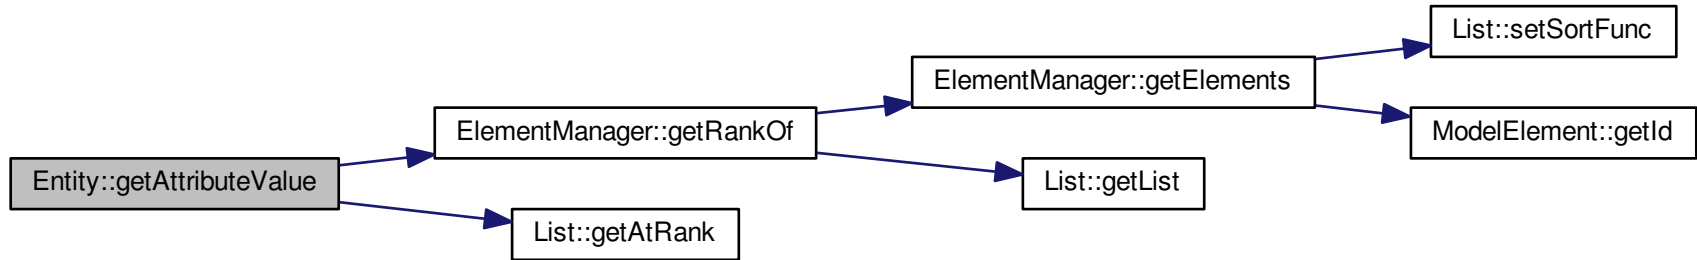 List::setSortFunc
ElementManager::getElements
ElementManager::getRankOf
ModelElement::getId
Entity::getAttributeValue
List::getList
List::getAtRank